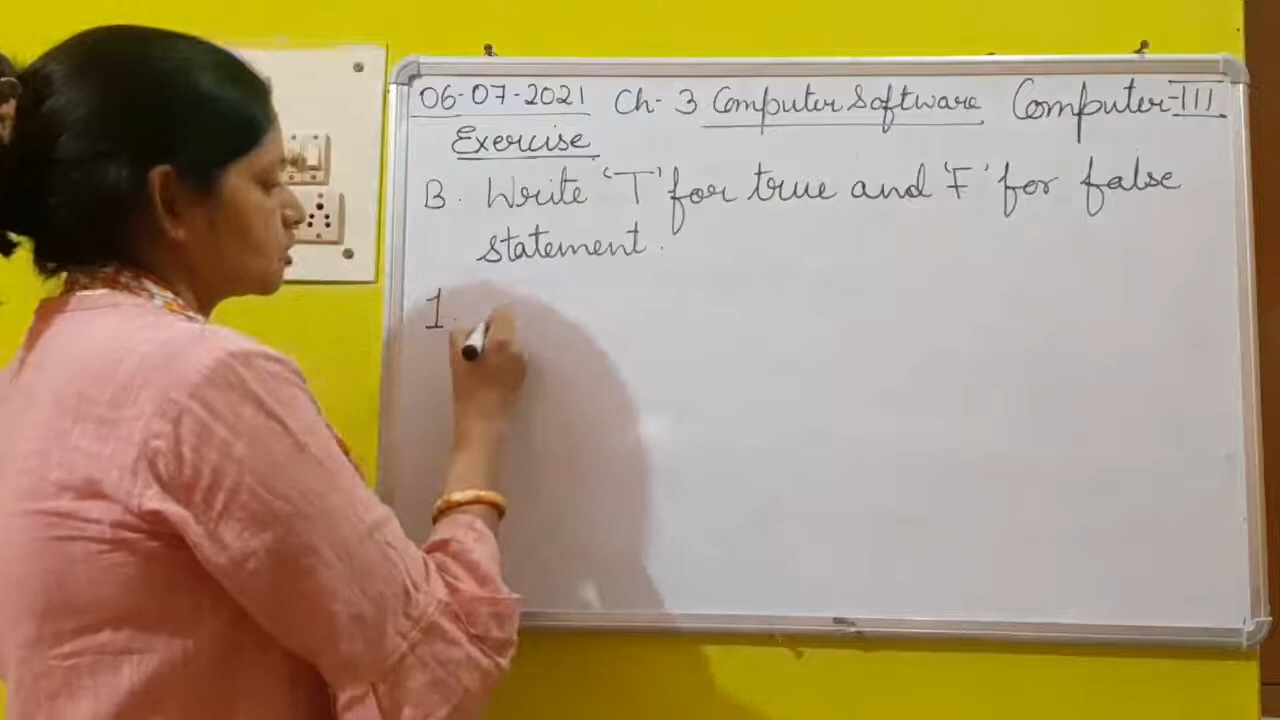 06-07-2021 Ch-3 Computer Software Computer-III
Exercise
B. Write 'T' for true and 'F' for false
statement.
1.